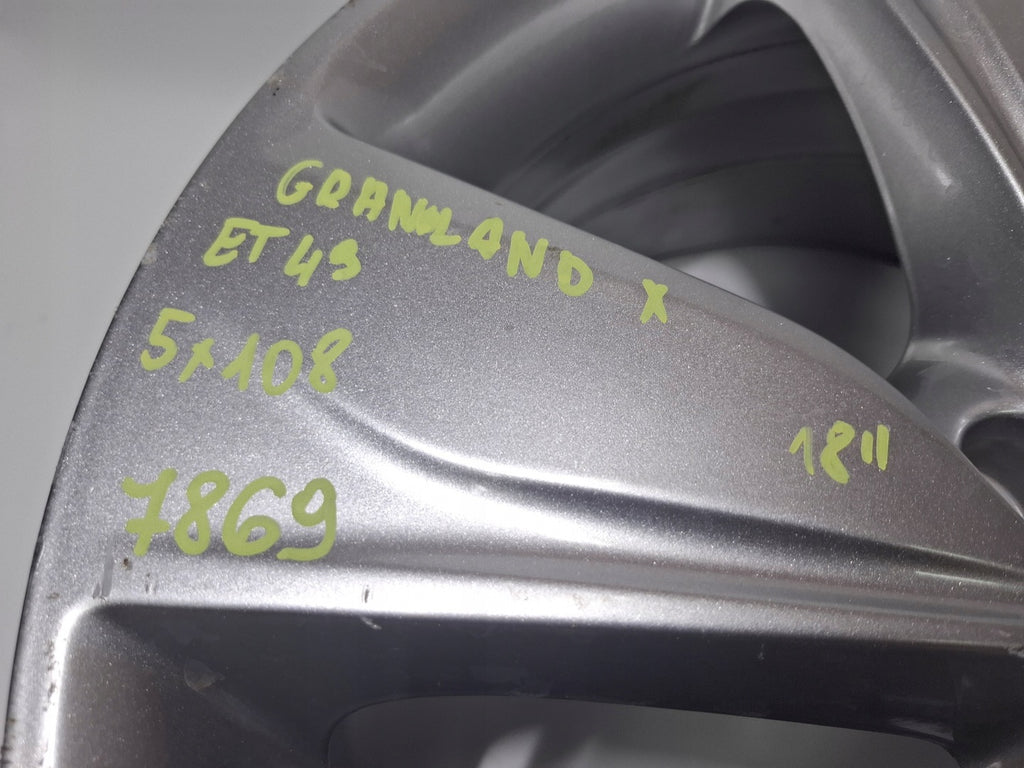 GRANDLAND X
ET 49
5x108
18"
7869